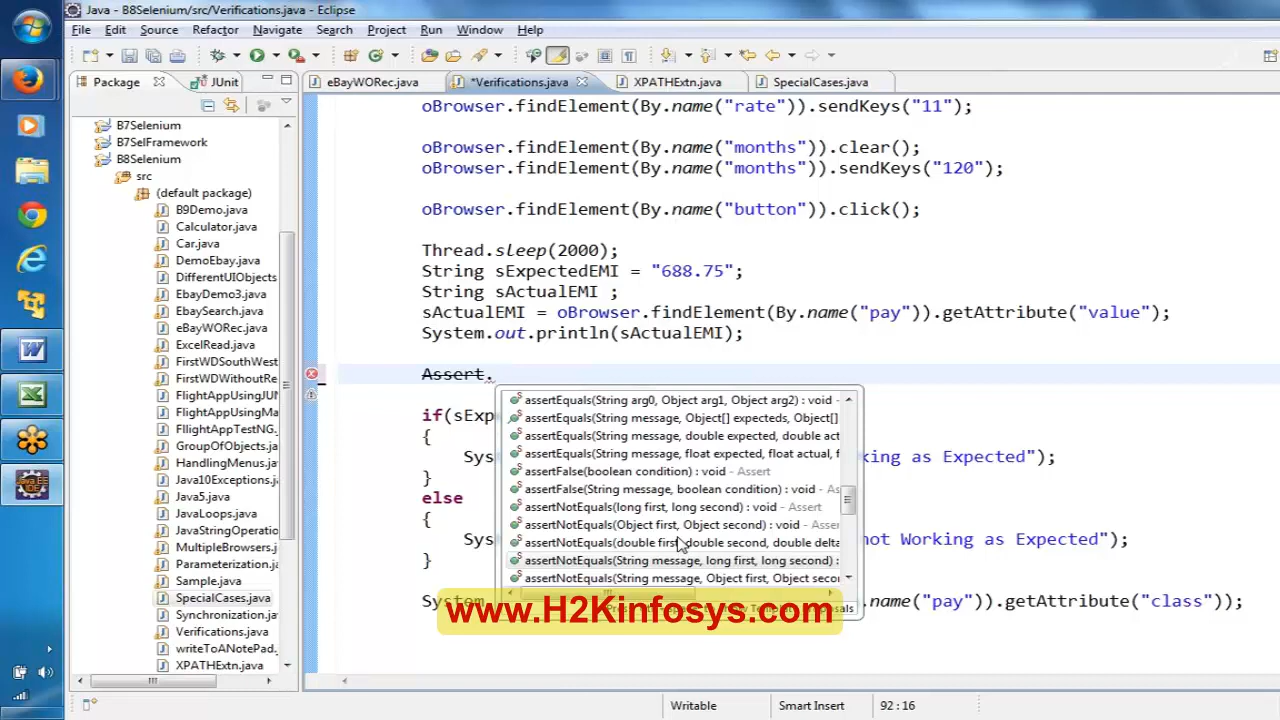 Java - B8Selenium/src/Verifications.java - Eclipse
File Edit Source Refactor Navigate Search Project Run Window Help
Package JUnit eBayWORec.java *Verifications.java XPATHExtn.java SpecialCases.java
B7Selenium
B7SelFramework
B8Selenium
src
(default package)
B9Demo.java
Calculator.java
Car.java
DemoEbay.java
DifferentUIObjects
EbayDemo3.java
EbaySearch.java
eBayWORec.java
ExcelRead.java
FirstWDSouthWest
FirstWDWithoutRe
FlightAppUsingJUN
FlightAppUsingMa
FllightAppTestNG.
GroupOfObjects.ja
HandlingMenus.jav
Java10Exceptions.j
Java5.java
JavaLoops.java
JavaStringOperatio
MultipleBrowsers.j
Parameterization.ja
Sample.java
SpecialCases.java
Synchronization.jav
Verifications.java
writeToANotePad.
XPATHExtn.java
oBrowser.findElement(By.name("rate")).sendKeys("11");
oBrowser.findElement(By.name("months")).clear();
oBrowser.findElement(By.name("months")).sendKeys("120");
oBrowser.findElement(By.name("button")).click();
Thread.sleep(2000);
String sExpectedEMI = "688.75";
String sActualEMI ;
sActualEMI = oBrowser.findElement(By.name("pay")).getAttribute("value");
System.out.println(sActualEMI);
Assert.
if(sExp
{
Sys king as Expected");
}
else
{
Sys not Working as Expected");
}
System .name("pay")).getAttribute("class"));
assertEquals(String arg0, Object arg1, Object arg2) : void -
assertEquals(String message, Object[] expecteds, Object[]
assertEquals(String message, double expected, double act
assertEquals(String message, float expected, float actual, f
assertFalse(boolean condition) : void - Assert
assertFalse(String message, boolean condition) : void - As
assertNotEquals(long first, long second) : void - Assert
assertNotEquals(Object first, Object second) : void - Asser
assertNotEquals(double first, double second, double delta
assertNotEquals(String message, long first, long second) :
assertNotEquals(String message, Object first, Object secon
www.H2Kinfosys.com
Writable Smart Insert 92 : 16